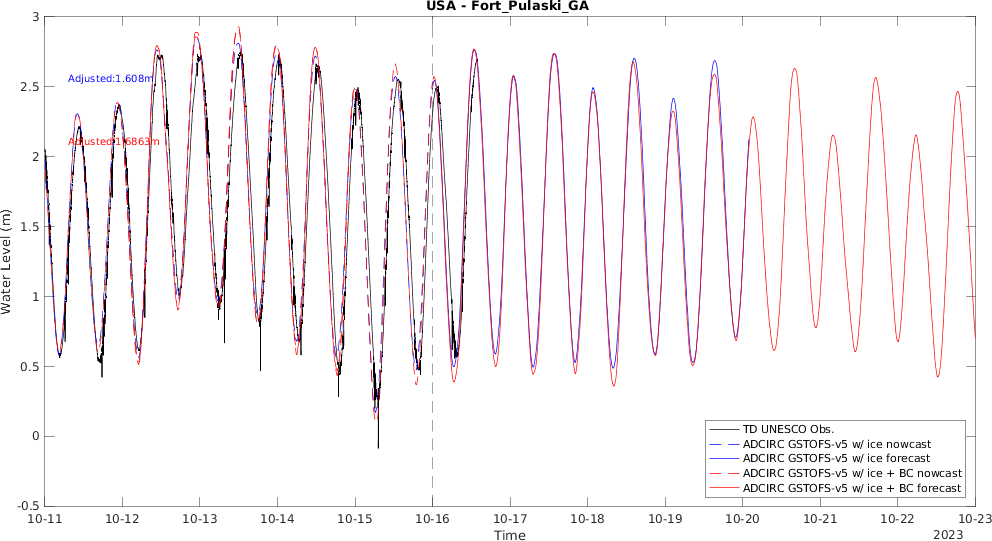 USA - Fort_Pulaski_GA
3
2.5
2
1.5
1
0.5
0
-0.5
Water Level (m)
Adjusted:1.608m
Adjusted:1.6863m
TD UNESCO Obs.
ADCIRC GSTOFS-v5 w/ ice nowcast
ADCIRC GSTOFS-v5 w/ ice forecast
ADCIRC GSTOFS-v5 w/ ice + BC nowcast
ADCIRC GSTOFS-v5 w/ ice + BC forecast
10-11 10-12 10-13 10-14 10-15 10-16 10-17 10-18 10-19 10-20 10-21 10-22 10-23
Time
2023